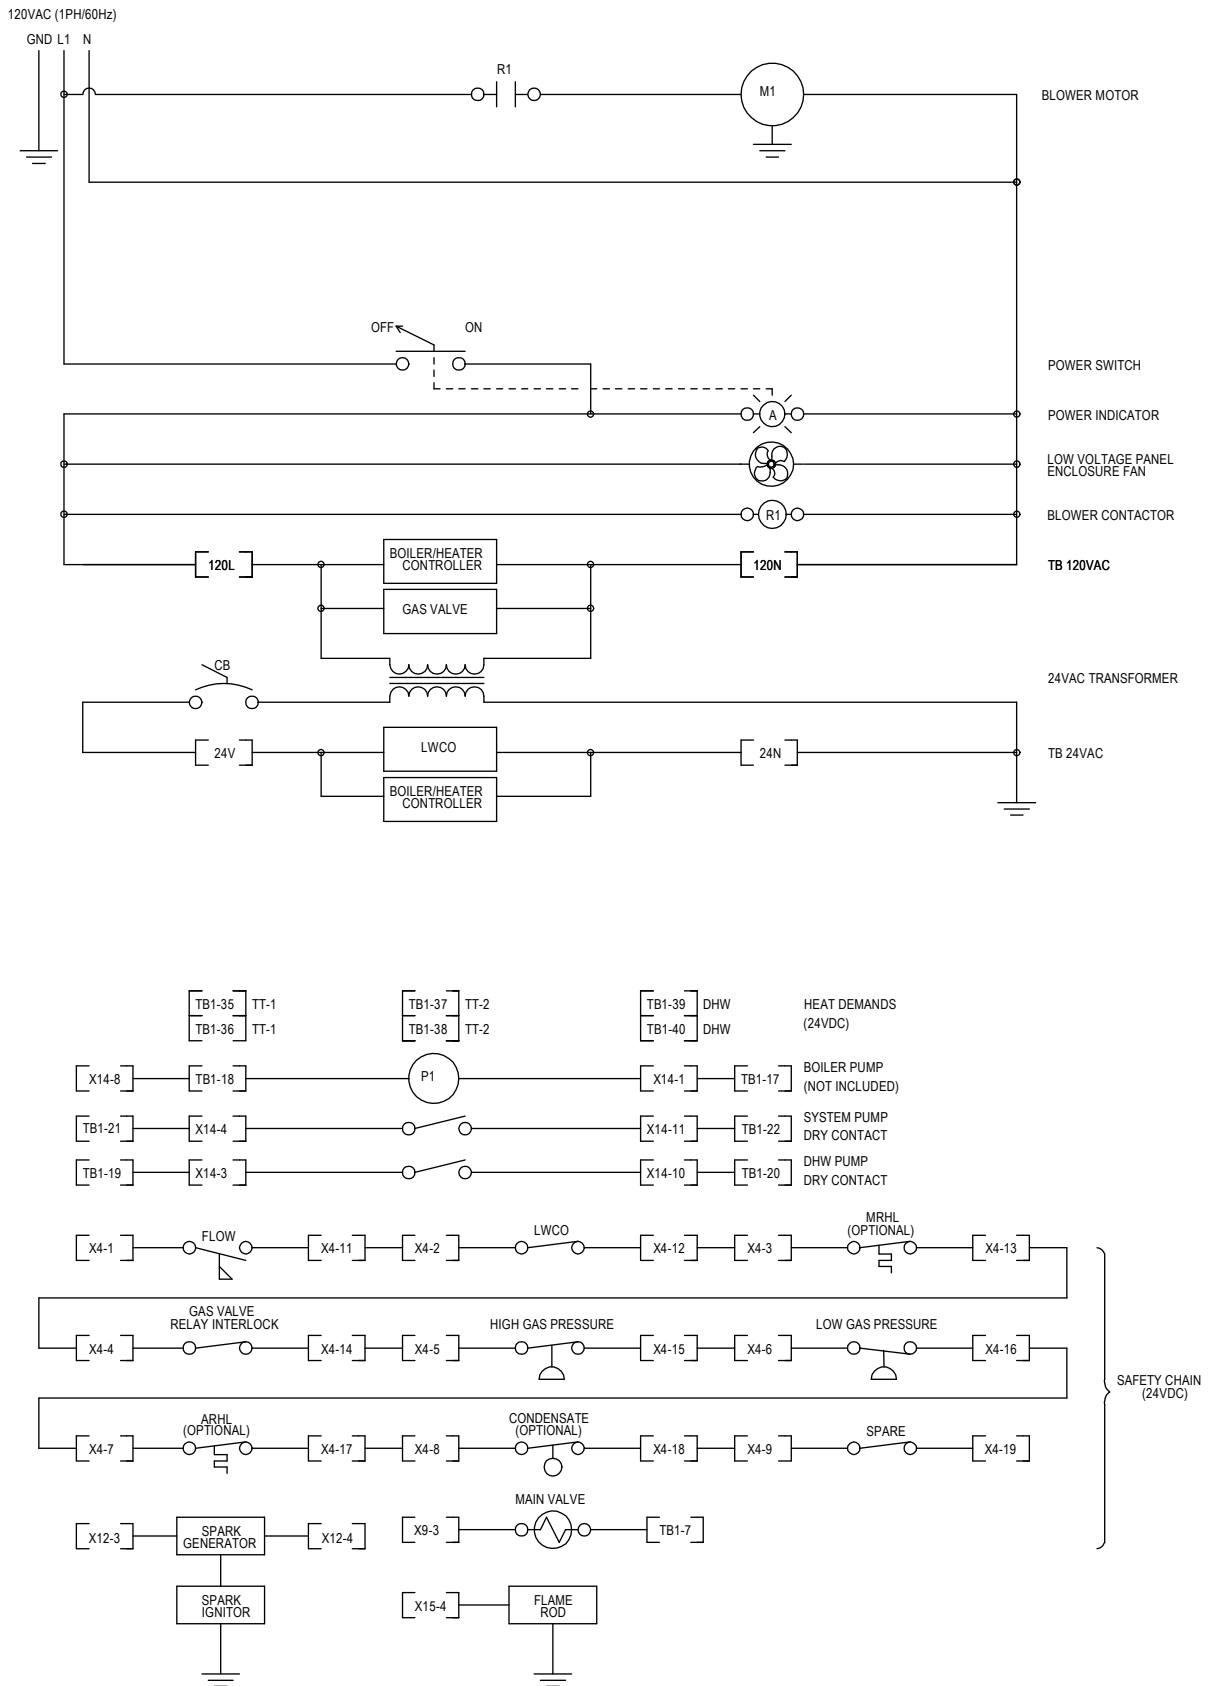 120VAC (1PH/60Hz)
GND L1 N
R1
M1
BLOWER MOTOR
OFF ON
POWER SWITCH
A
POWER INDICATOR
LOW VOLTAGE PANEL
ENCLOSURE FAN
R1
BLOWER CONTACTOR
120L
BOILER/HEATER
CONTROLLER
120N
TB 120VAC
GAS VALVE
CB
24VAC TRANSFORMER
24V
LWCO
24N
TB 24VAC
BOILER/HEATER
CONTROLLER
TB1-35 TT-1 TB1-37 TT-2 TB1-39 DHW HEAT DEMANDS
TB1-36 TT-1 TB1-38 TT-2 TB1-40 DHW (24VDC)
X14-8 TB1-18 P1 X14-1 TB1-17 BOILER PUMP
(NOT INCLUDED)
TB1-21 X14-4 X14-11 TB1-22 SYSTEM PUMP
DRY CONTACT
TB1-19 X14-3 X14-10 TB1-20 DHW PUMP
DRY CONTACT
FLOW LWCO MRHL
(OPTIONAL)
X4-1 X4-11 X4-2 X4-12 X4-3 X4-13
GAS VALVE
RELAY INTERLOCK HIGH GAS PRESSURE LOW GAS PRESSURE
X4-4 X4-14 X4-5 X4-15 X4-6 X4-16
SAFETY CHAIN
(24VDC)
ARHL CONDENSATE
(OPTIONAL) (OPTIONAL) SPARE
X4-7 X4-17 X4-8 X4-18 X4-9 X4-19
MAIN VALVE
X12-3 SPARK
GENERATOR X12-4 X9-3 TB1-7
SPARK
IGNITOR
X15-4 FLAME
ROD